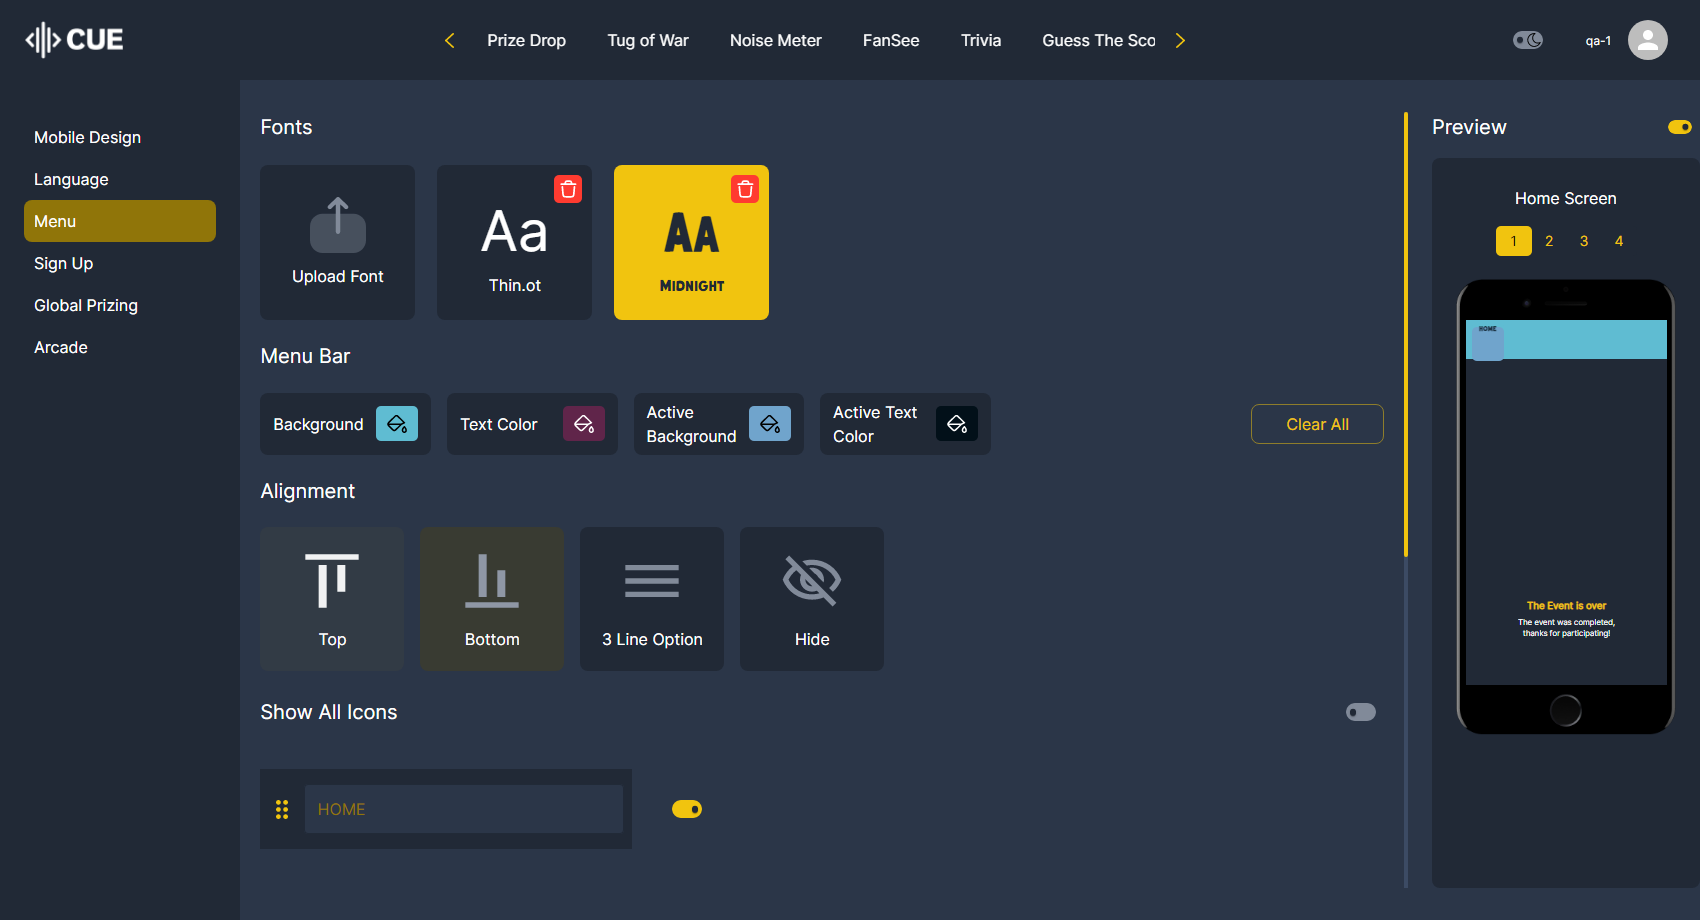 CUE
Prize Drop
Tug of War
Noise Meter
FanSee
Trivia
Guess The Sco
qa-1
Mobile Design
Language
Menu
Sign Up
Global Prizing
Arcade
Fonts
Upload Font
Aa
Thin.ot
AA
MIDNIGHT
Menu Bar
Background
Text Color
Active
Background
Active Text
Color
Clear All
Alignment
Top
Bottom
3 Line Option
Hide
Show All Icons
HOME
Preview
Home Screen
1 2 3 4
HOME
The Event is over
The event was completed,
thanks for participating!